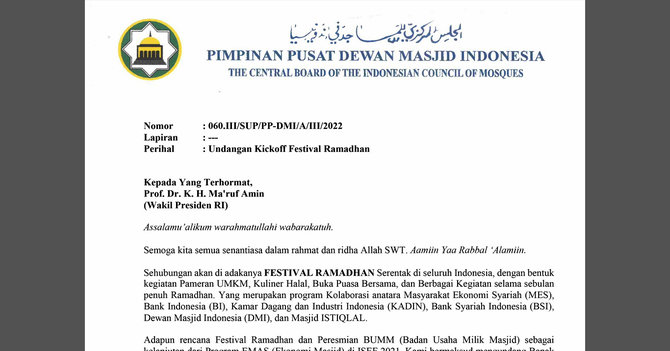 PIMPINAN PUSAT DEWAN MASJID INDONESIA
THE CENTRAL BOARD OF THE INDONESIAN COUNCIL OF MOSQUES
Nomor : 060.III/SUP/PP-DMI/A/III/2022
Lapiran : ---
Perihal : Undangan Kickoff Festival Ramadhan
Kepada Yang Terhormat,
Prof. Dr. K. H. Ma'ruf Amin
(Wakil Presiden RI)
Assalamu'alikum warahmatullahi wabarakatuh.
Semoga kita semua senantiasa dalam rahmat dan ridha Allah SWT. Aamiin Yaa Rabbal ‘Alamiin.
Sehubungan akan di adakanya FESTIVAL RAMADHAN Serentak di seluruh Indonesia, dengan bentuk
kegiatan Pameran UMKM, Kuliner Halal, Buka Puasa Bersama, dan Berbagai Kegiatan selama sebulan
penuh Ramadhan. Yang merupakan program Kolaborasi anatara Masyarakat Ekonomi Syariah (MES),
Bank Indonesia (BI), Kamar Dagang dan Industri Indonesia (KADIN), Bank Syariah Indonesia (BSI),
Dewan Masjid Indonesia (DMI), dan Masjid ISTIQLAL.
Adapun rencana Festival Ramadhan dan Peresmian BUMM (Badan Usaha Milik Masjid) sebagai